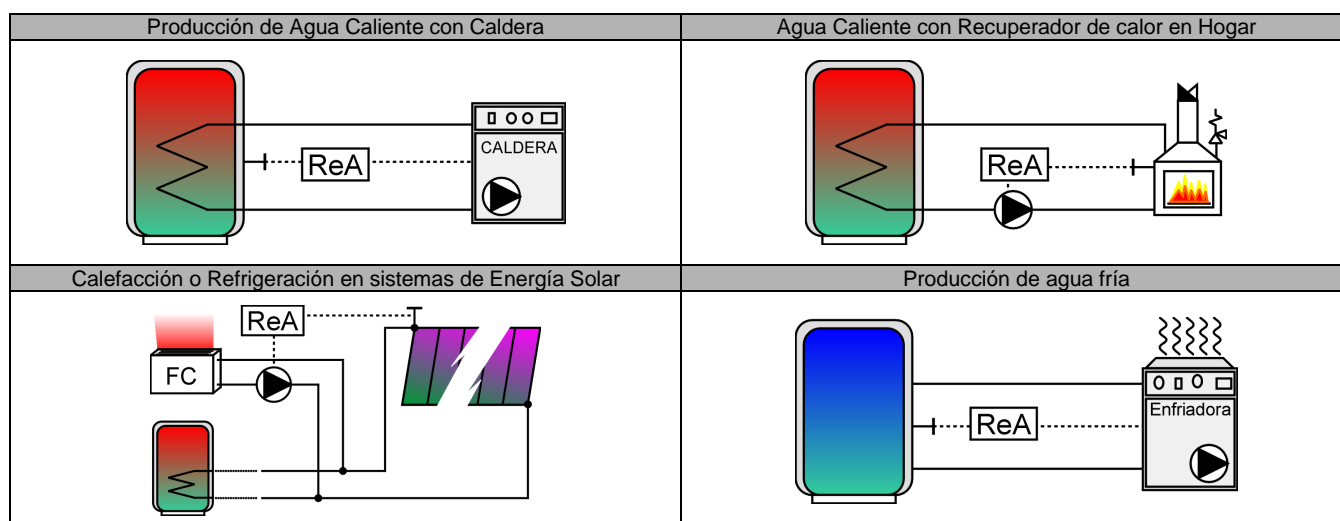 Producción de Agua Caliente con Caldera
Agua Caliente con Recuperador de calor en Hogar
CALDERA
ReA
ReA
Calefacción o Refrigeración en sistemas de Energía Solar
Producción de agua fría
ReA
FC
Enfriadora
ReA